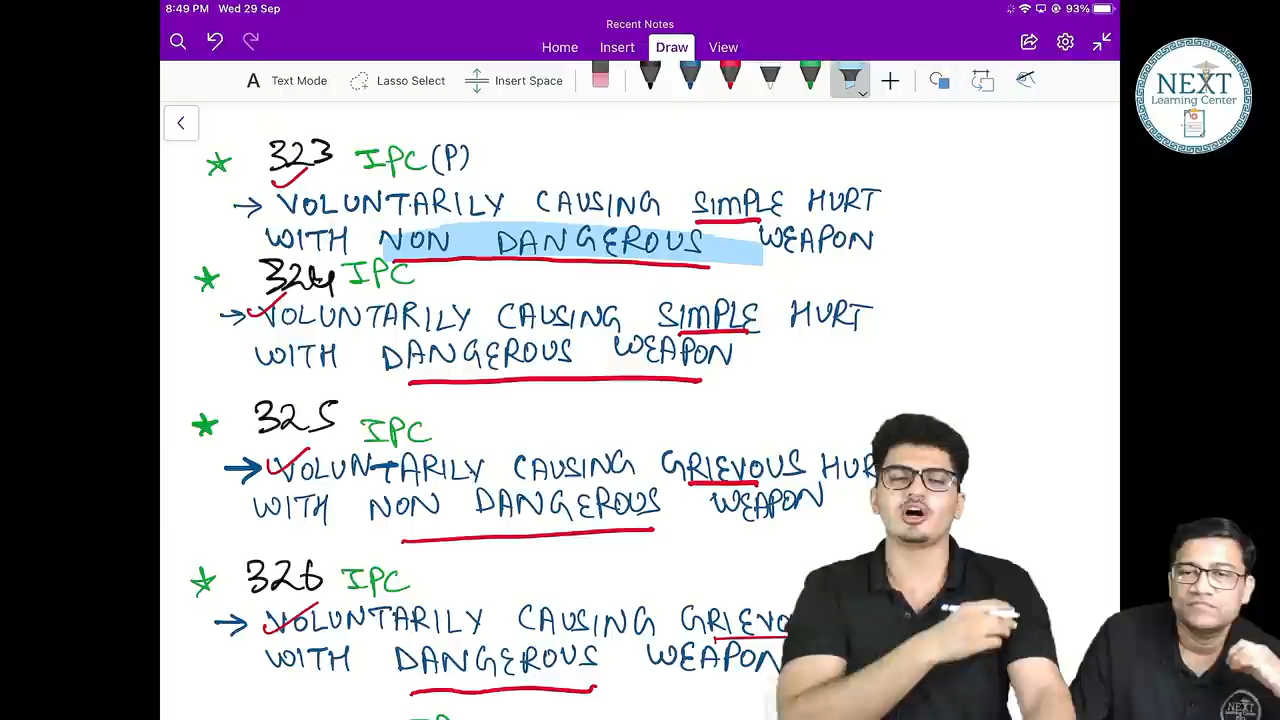 8:49 PM Wed 29 Sep
93%
Recent Notes
Home Insert Draw View
Text Mode Lasso Select Insert Space
NEXT
Learning Center
323 IPC (P)
→ VOLUNTARILY CAUSING SIMPLE HURT
WITH NON DANGEROUS WEAPON
324 IPC
→ VOLUNTARILY CAUSING SIMPLE HURT
WITH DANGEROUS WEAPON
325 IPC
→ VOLUNTARILY CAUSING GRIEVOUS HUR
WITH NON DANGEROUS WEAPON
326 IPC
→ VOLUNTARILY CAUSING GRIEVO
WITH DANGEROUS WEAPON
NEXT